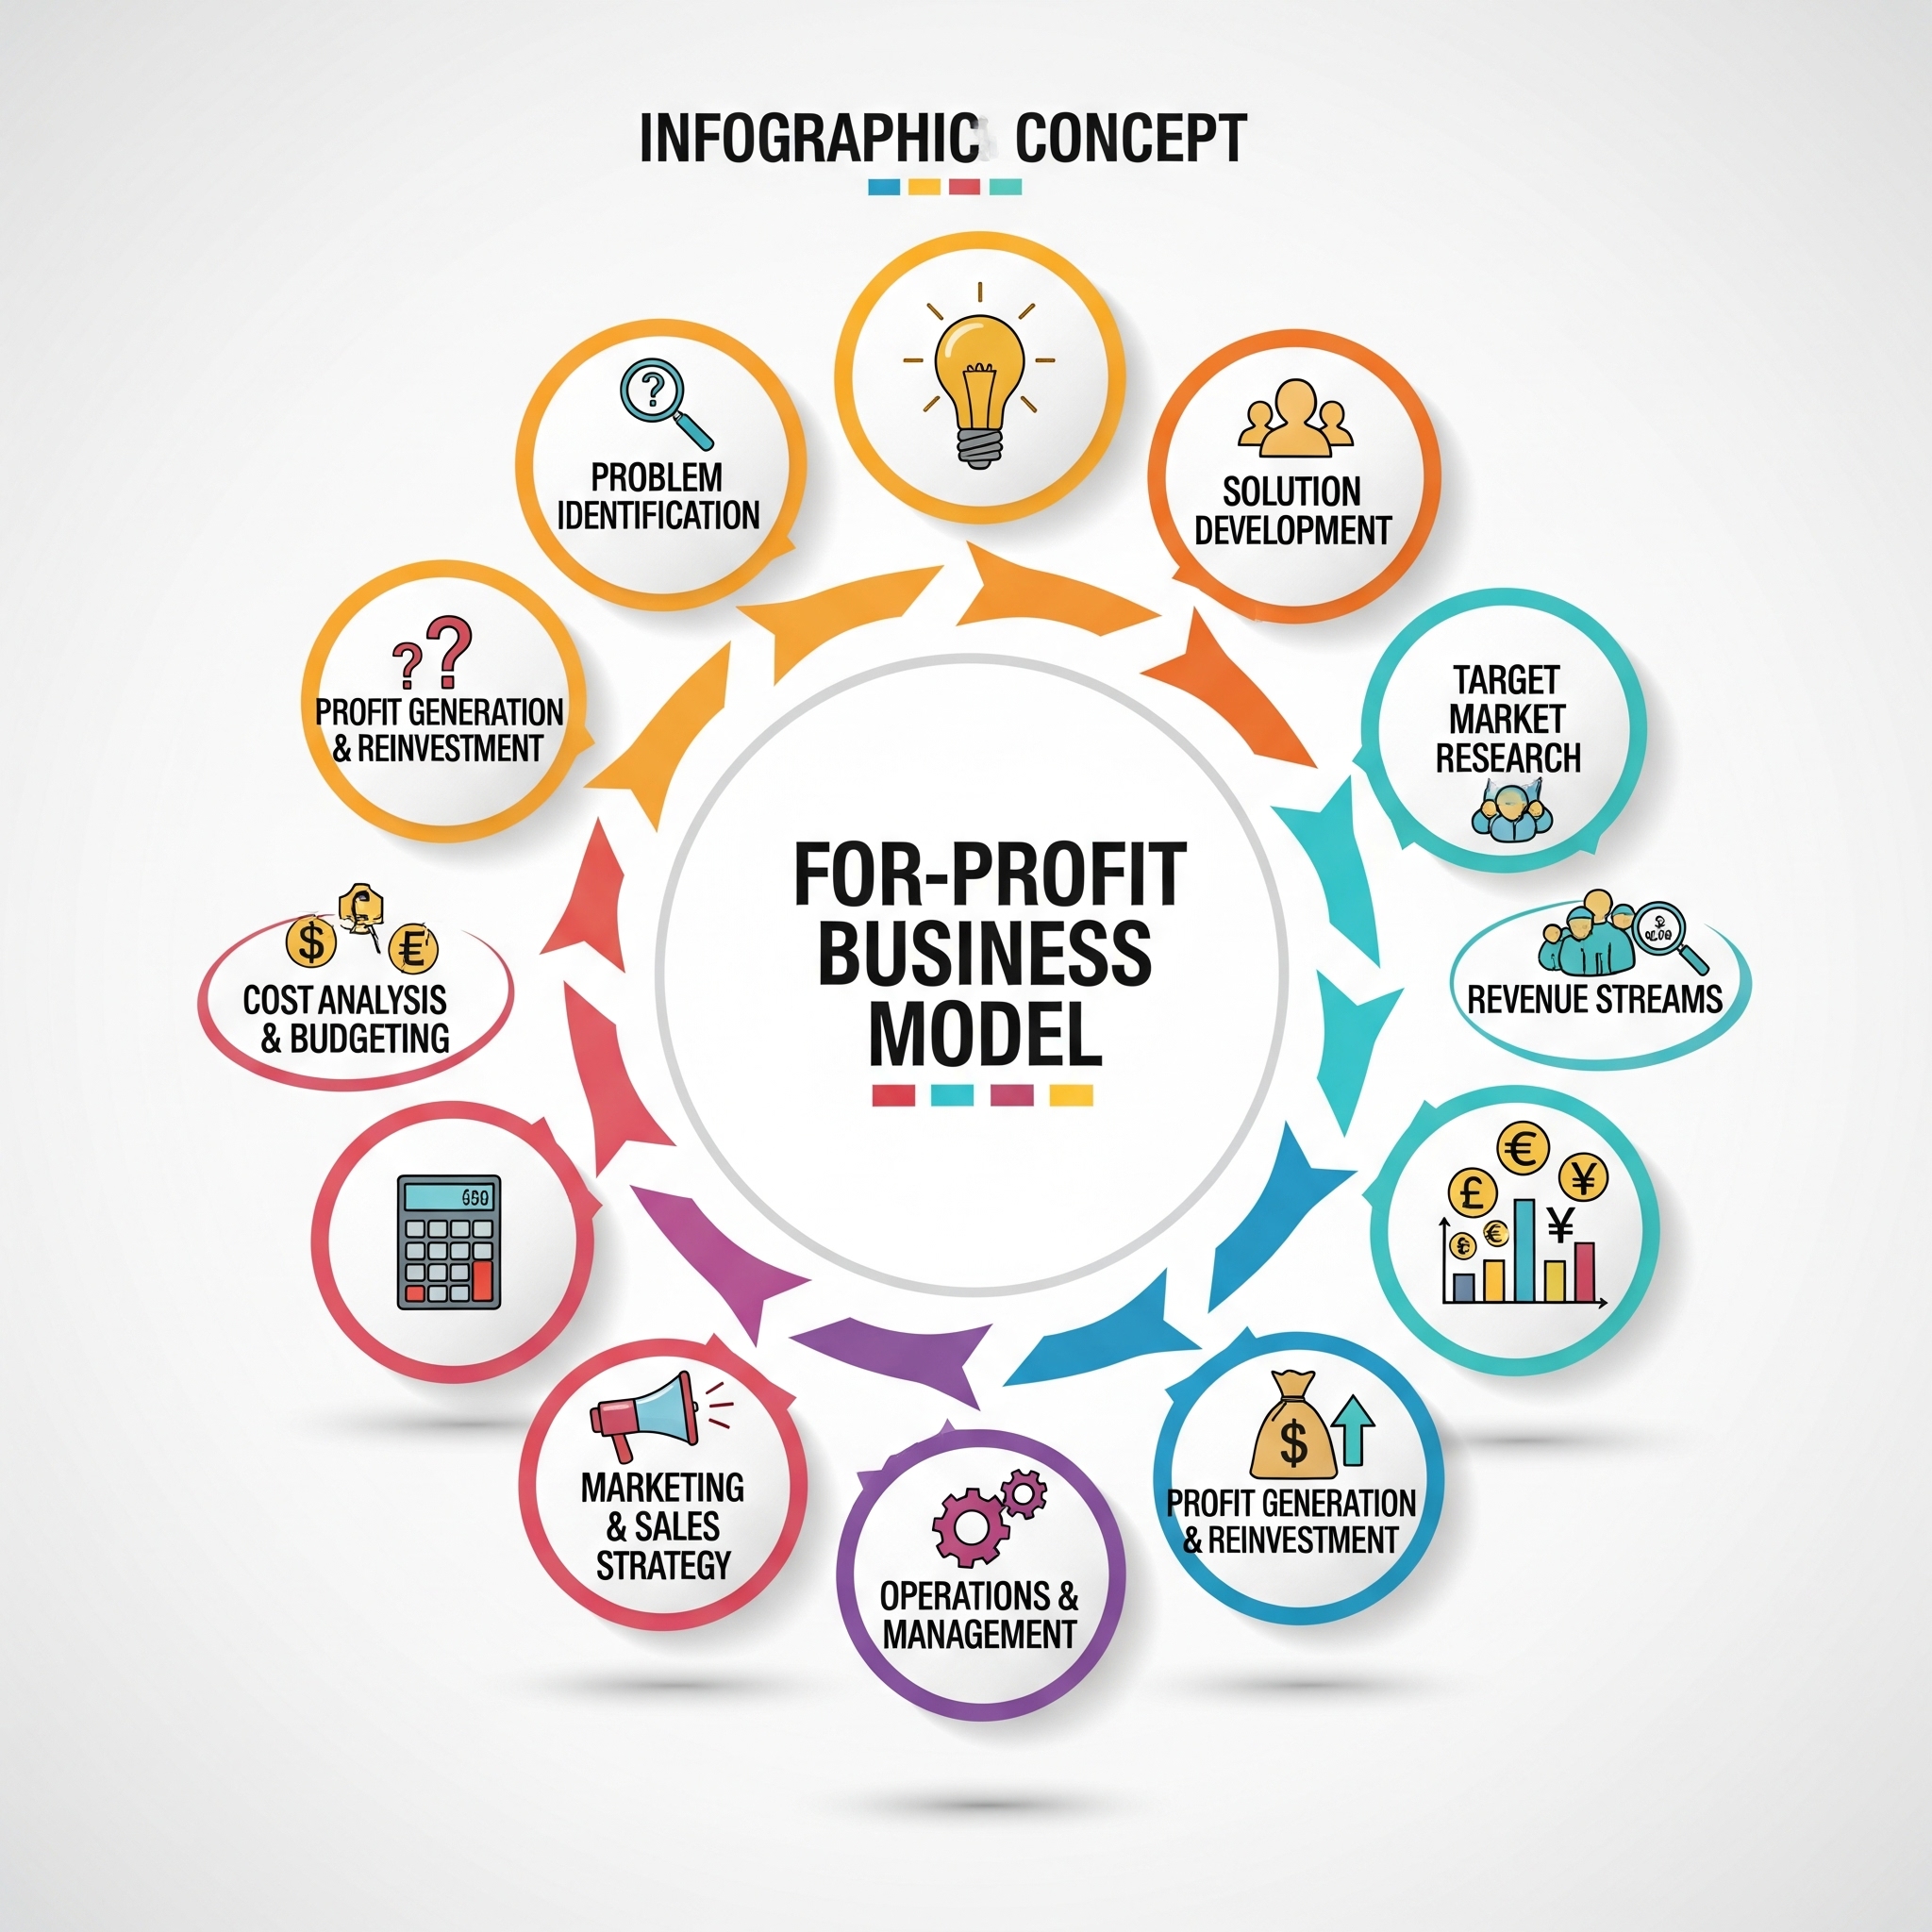 INFOGRAPHIC CONCEPT
PROBLEM
IDENTIFICATION
SOLUTION
DEVELOPMENT
?
??
PROFIT GENERATION
& REINVESTMENT
TARGET
MARKET
RESEARCH
FOR-PROFIT
BUSINESS
MODEL
$
€
COST ANALYSIS
& BUDGETING
REVENUE STREAMS
€
£
¥
¥
€
$
MARKETING
& SALES
STRATEGY
PROFIT GENERATION
& REINVESTMENT
OPERATIONS &
MANAGEMENT